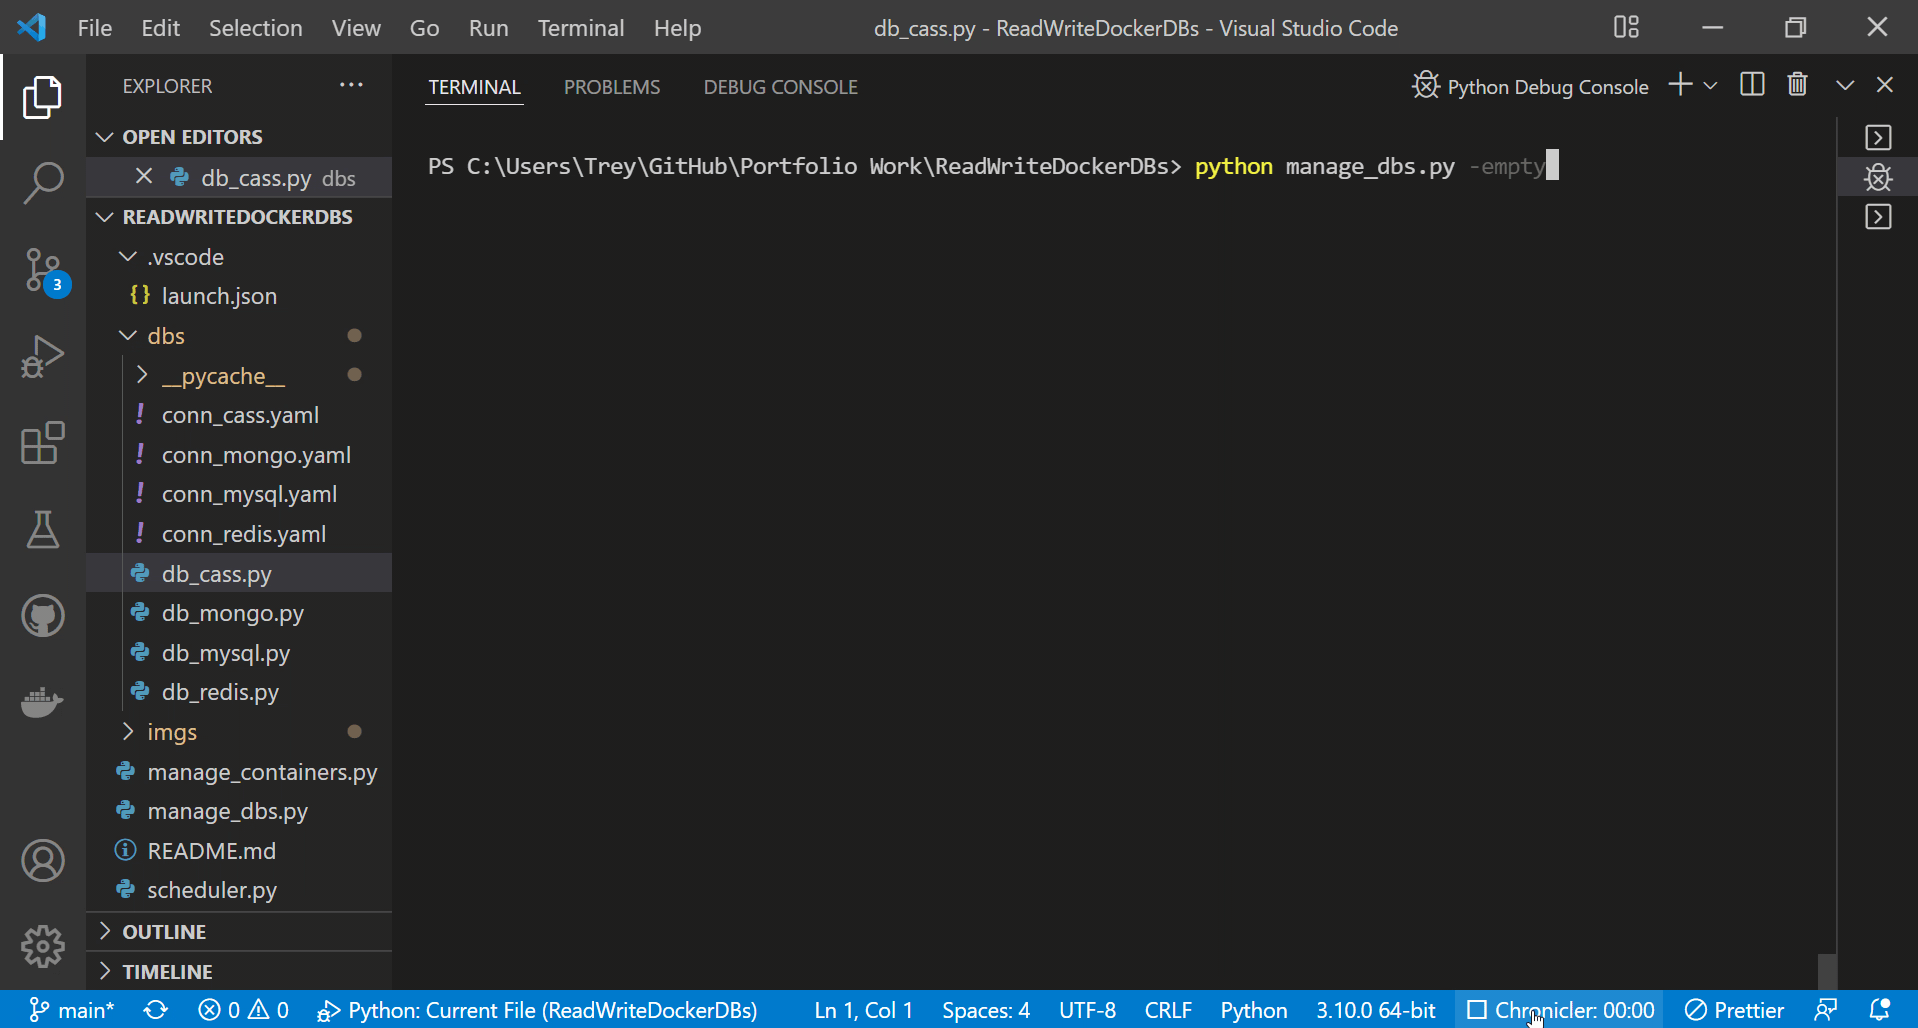 File Edit Selection View Go Run Terminal Help db_cass.py - ReadWriteDockerDBs - Visual Studio Code
EXPLORER
OPEN EDITORS
db_cass.py dbs
READWRITEDOCKERDBS
.vscode
{} launch.json
dbs
__pycache__
! conn_cass.yaml
! conn_mongo.yaml
! conn_mysql.yaml
! conn_redis.yaml
db_cass.py
db_mongo.py
db_mysql.py
db_redis.py
imgs
manage_containers.py
manage_dbs.py
README.md
scheduler.py
OUTLINE
TIMELINE
3
TERMINAL PROBLEMS DEBUG CONSOLE Python Debug Console
PS C:\Users\Trey\GitHub\Portfolio Work\ReadWriteDockerDBs> python manage_dbs.py -empty
main* 0 0 Python: Current File (ReadWriteDockerDBs) Ln 1, Col 1 Spaces: 4 UTF-8 CRLF Python 3.10.0 64-bit Chronicler: 00:00 Prettier